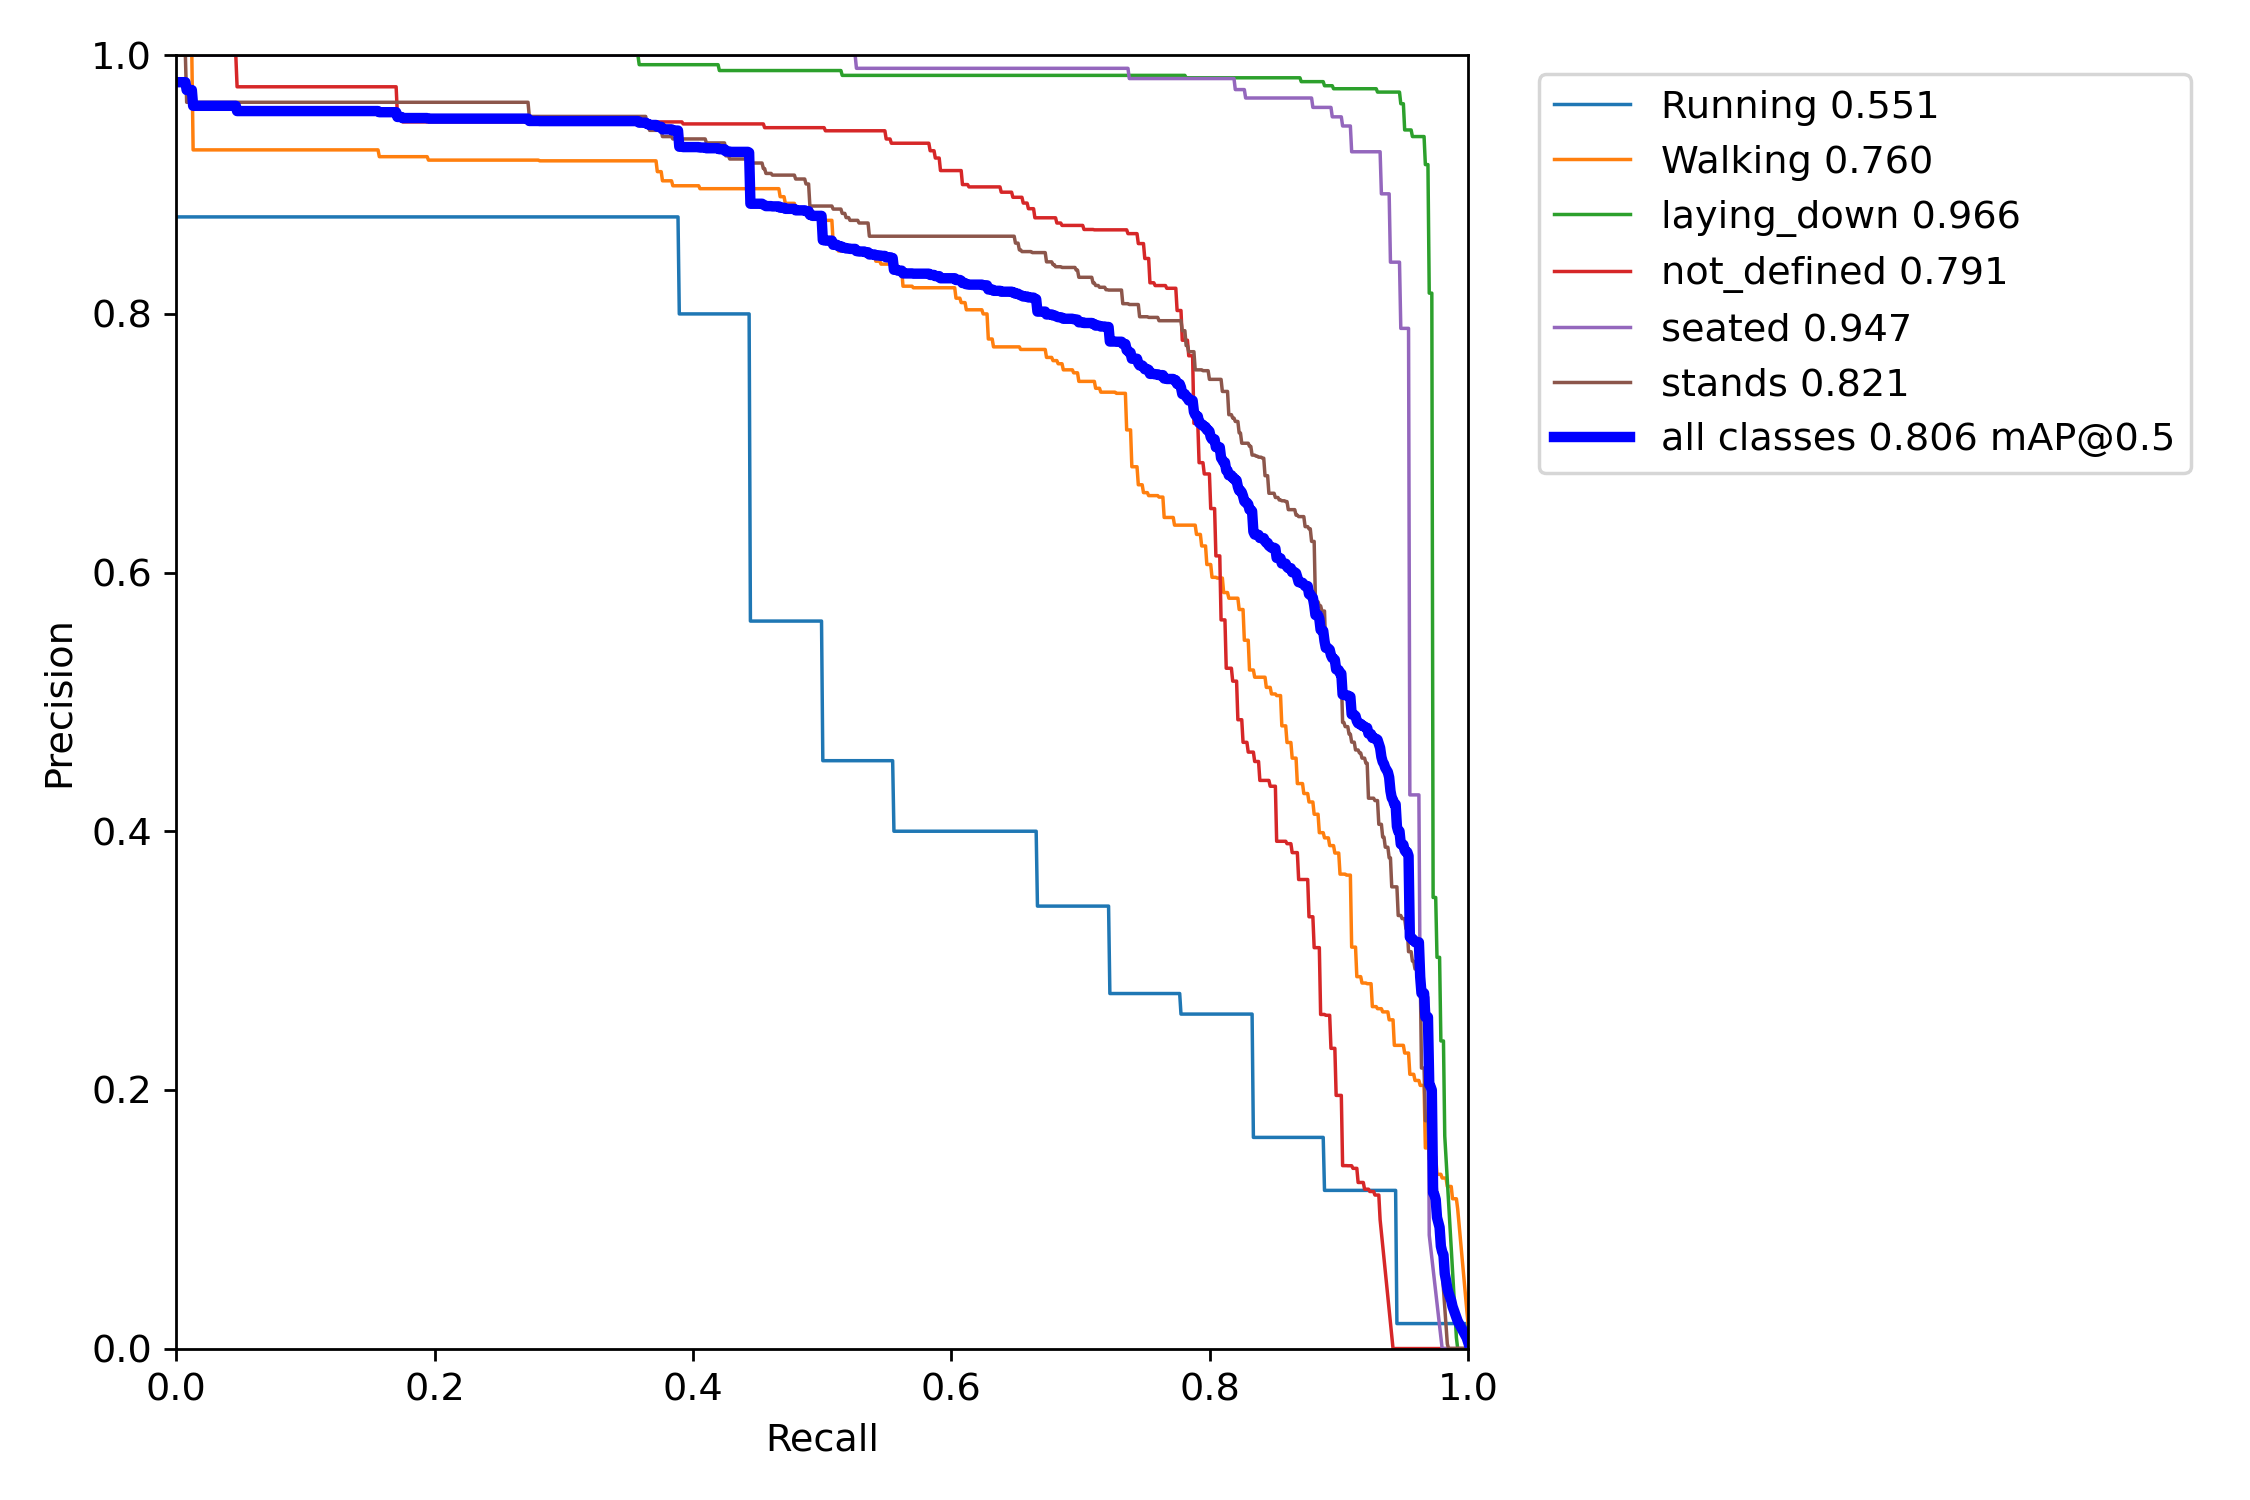 1.0
0.8
0.6
0.4
0.2
0.0
Precision
0.0 0.2 0.4 0.6 0.8 1.0
Recall
Running 0.551
Walking 0.760
laying_down 0.966
not_defined 0.791
seated 0.947
stands 0.821
all classes 0.806 mAP@0.5